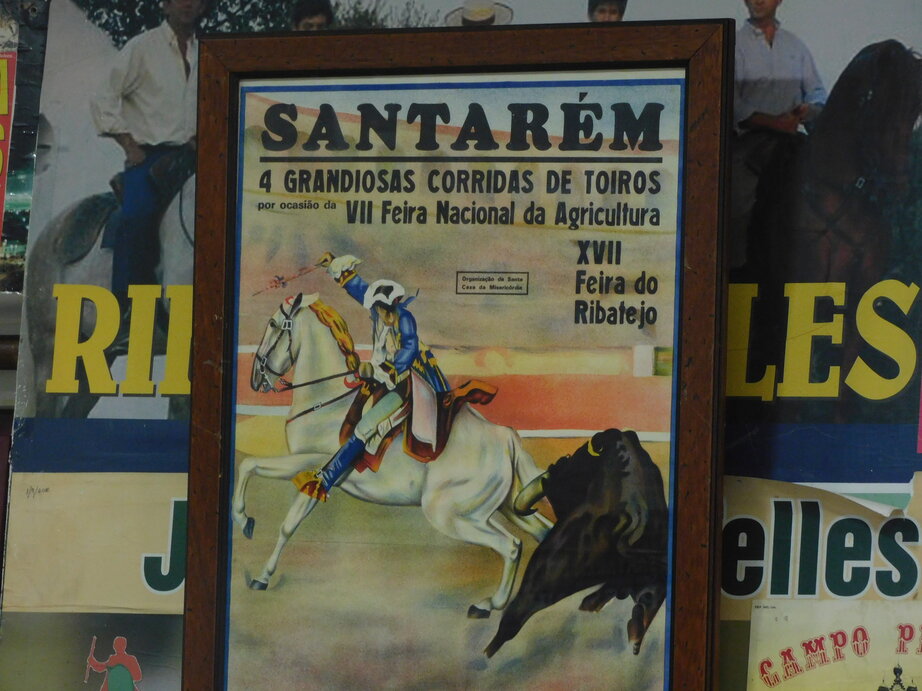 SANTARÉM
4 GRANDIOSAS CORRIDAS DE TOIROS
por ocasião da VII Feira Nacional da Agricultura
XVII
Feira do
Ribatejo
Organização da Santa
Casa da Misericórdia
RI
LES
J
elles
CAMPO P